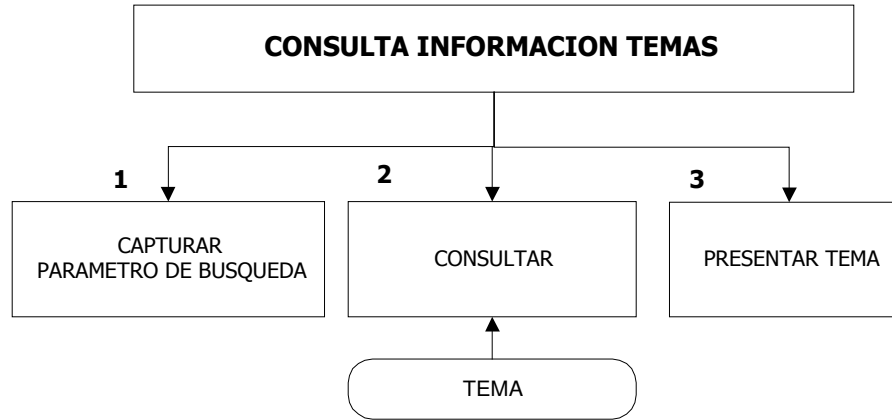 CONSULTA INFORMACION TEMAS
1
2
3
CAPTURAR
PARAMETRO DE BUSQUEDA
CONSULTAR
PRESENTAR TEMA
TEMA